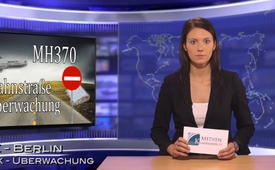 MH370
ahnstraße
berwachung
- BERLIN
K - ÜBERWACHUNG